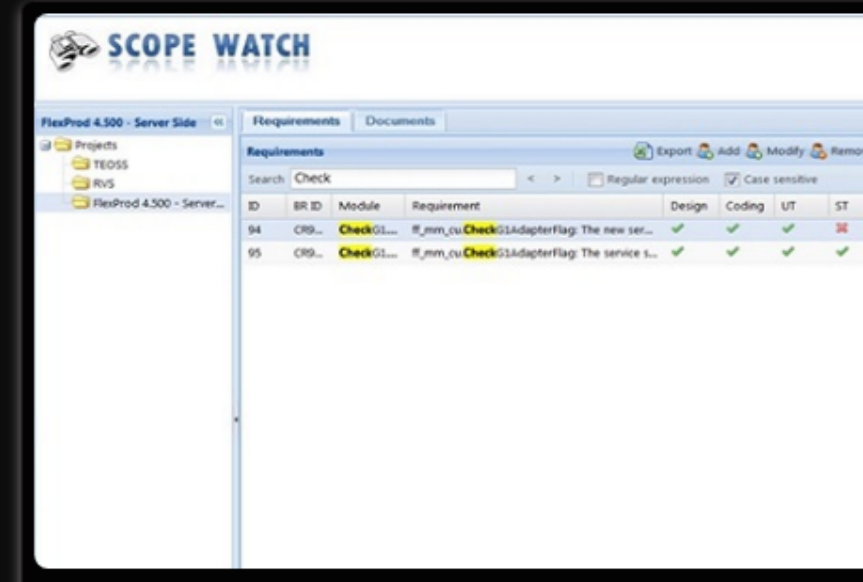 SCOPE WATCH
FlexProd 4.500 - Server Side «
Projects
TEOSS
RVS
FlexProd 4.500 - Server...
Requirements Documents
Requirements Export Add Modify Remov
Search Check < > Regular expression Case sensitive
ID BR ID Module Requirement Design Coding UT ST
94 CR9... CheckG1... ff_mm_cu.CheckG1AdapterFlag: The new ser...
95 CR9... CheckG1... ff_mm_cu.CheckG1AdapterFlag: The service s...